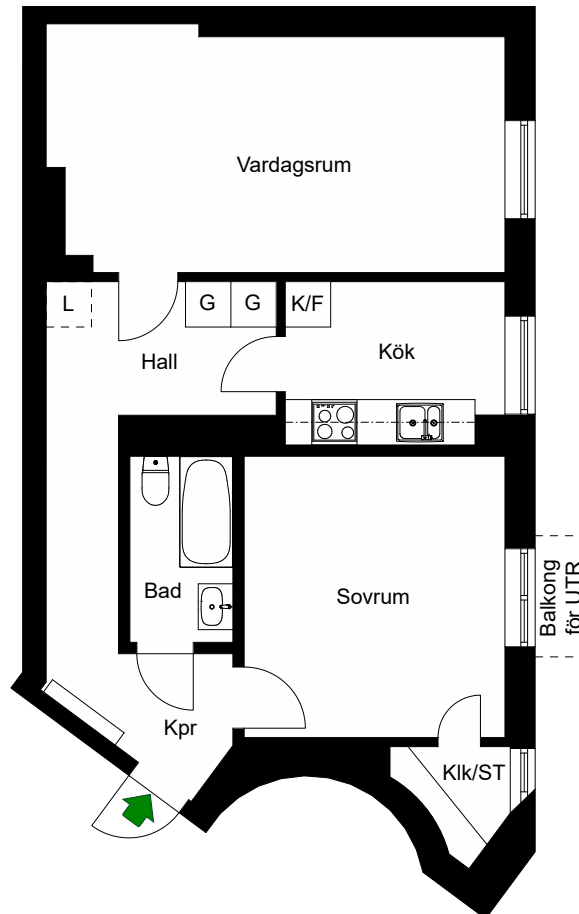 Vardagsrum
L
G
G
K/F
Hall
Kök
Bad
Sovrum
Balkong
för UTR
Kpr
Klk/ST